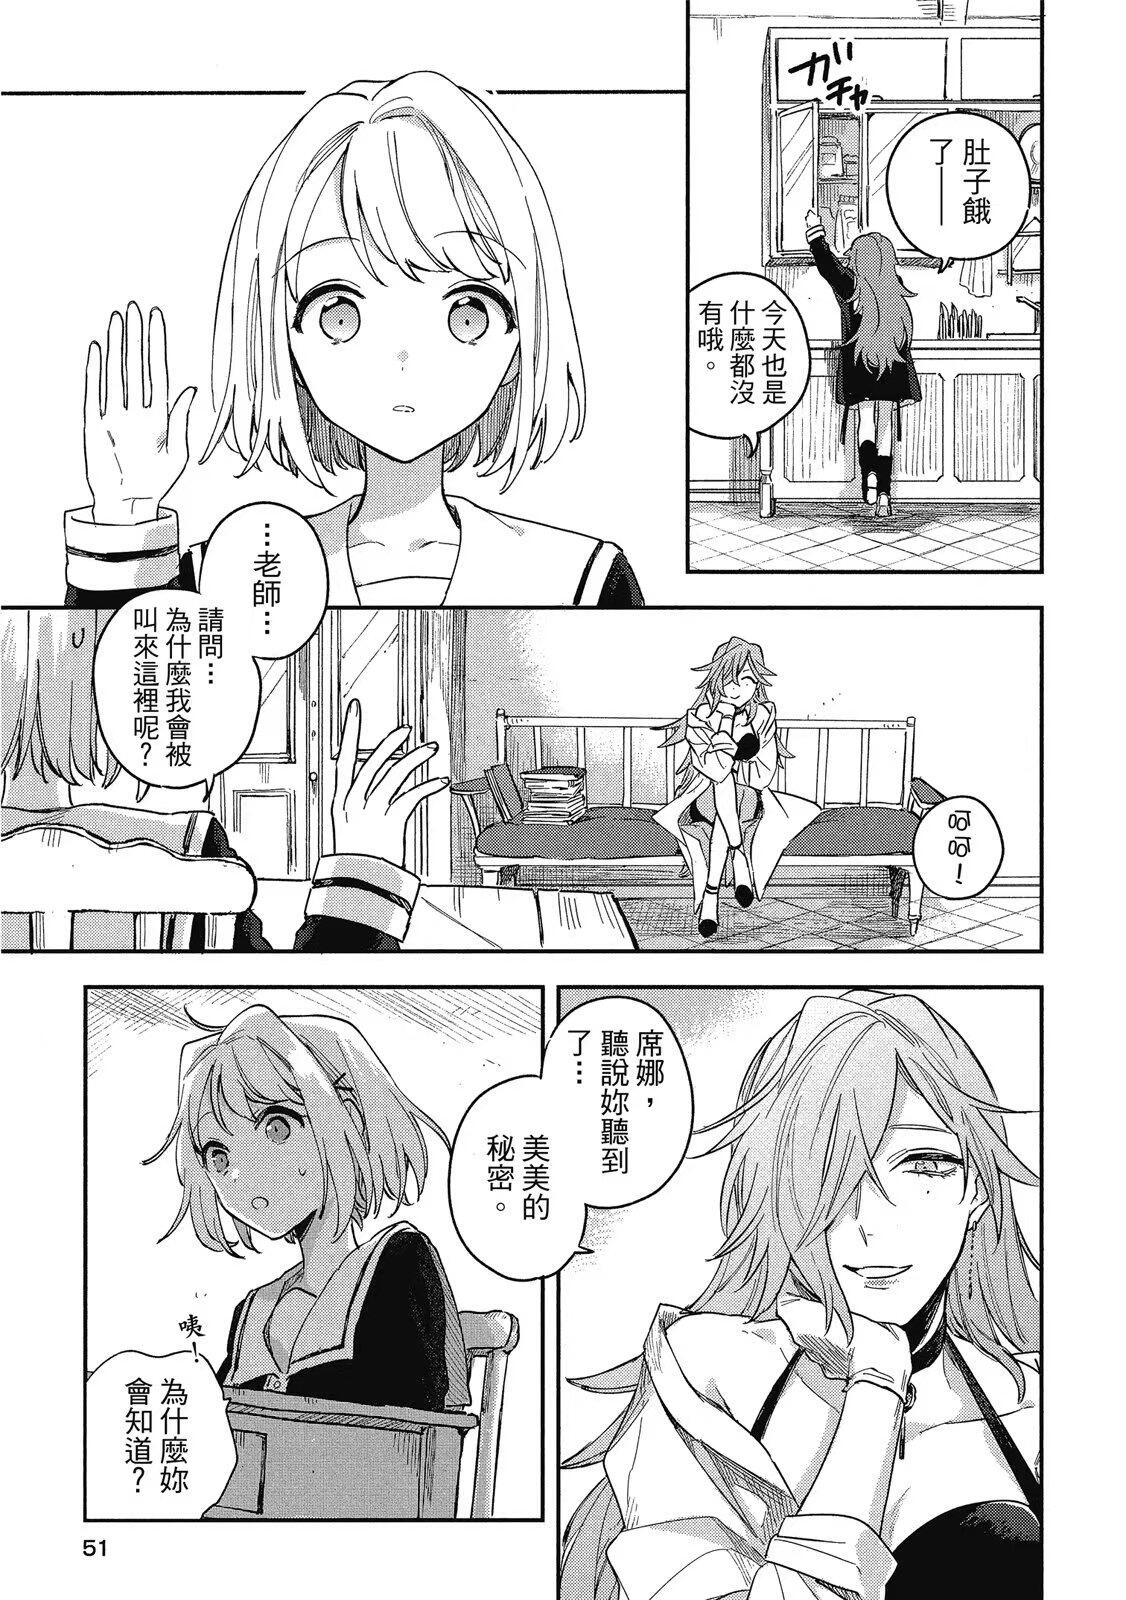 ガチャ
肚子餓
了——
今天也是
什麼都沒
有哦。
…老師…
請問…
為什麼我會被
叫來這裡呢？
呵呵！
席娜，
聽說妳聽到
了…
美美的
秘密。
咦！
為什麼妳
會知道？
51